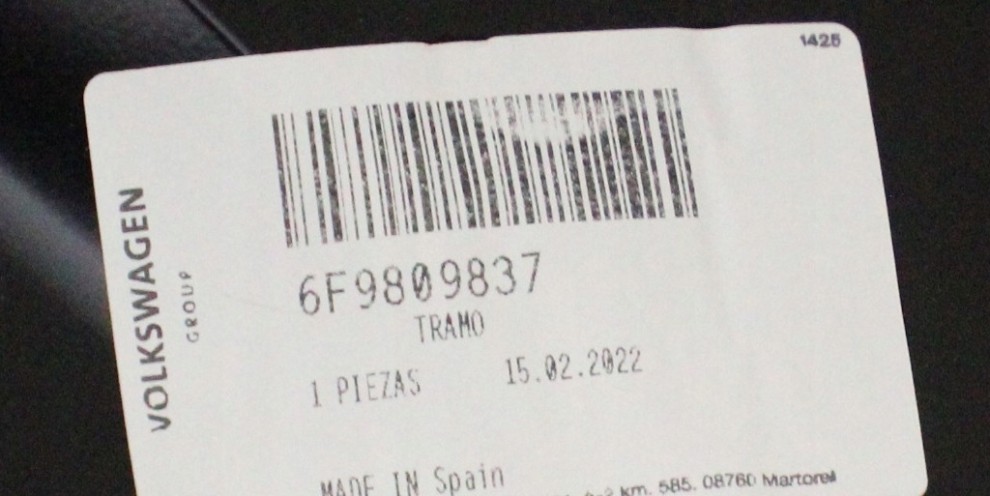 1425
VOLKSWAGEN
GROUP
6F9809837
TRAMO
1 PIEZAS 15.02.2022
MADE IN Spain
km. 585. 08760 Martorell